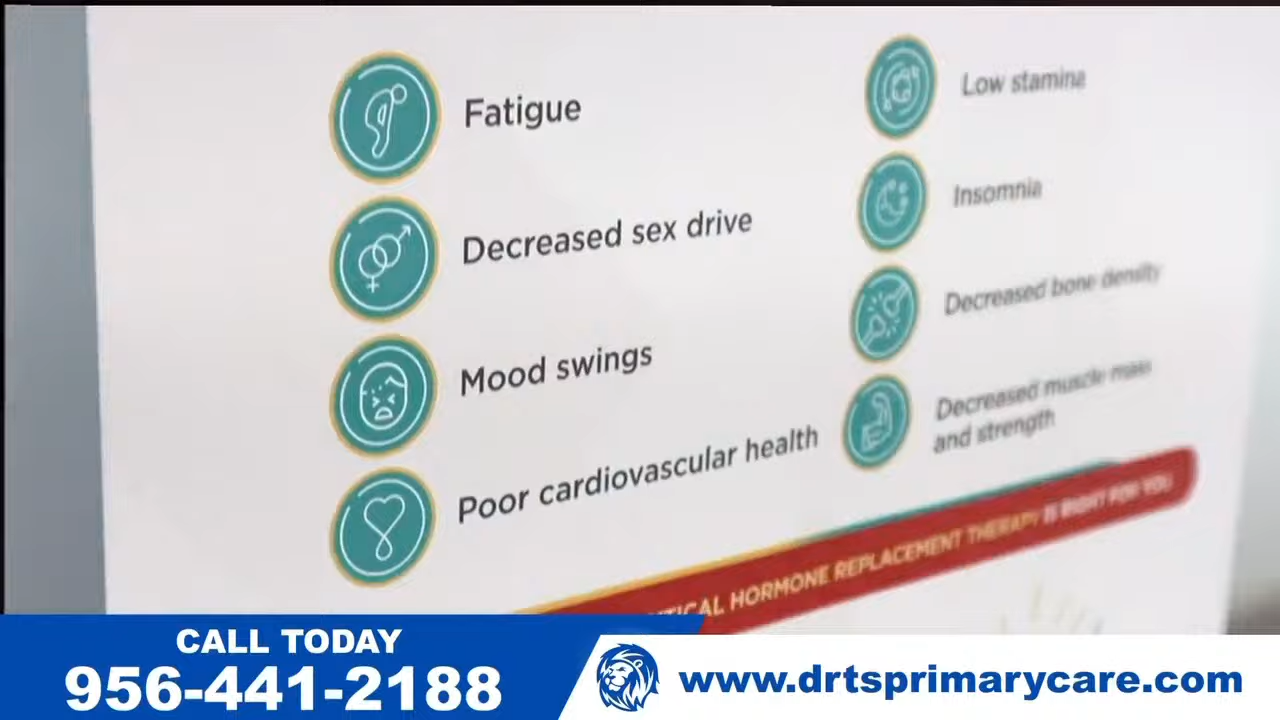 Fatigue
Decreased sex drive
Mood swings
Poor cardiovascular health
Low stamina
Insomnia
Decreased bone density
Decreased muscle mass
and strength
HORMONE REPLACEMENT THERAPY IS RIGHT FOR YOU
CALL TODAY
956-441-2188
www.drtsprimarycare.com